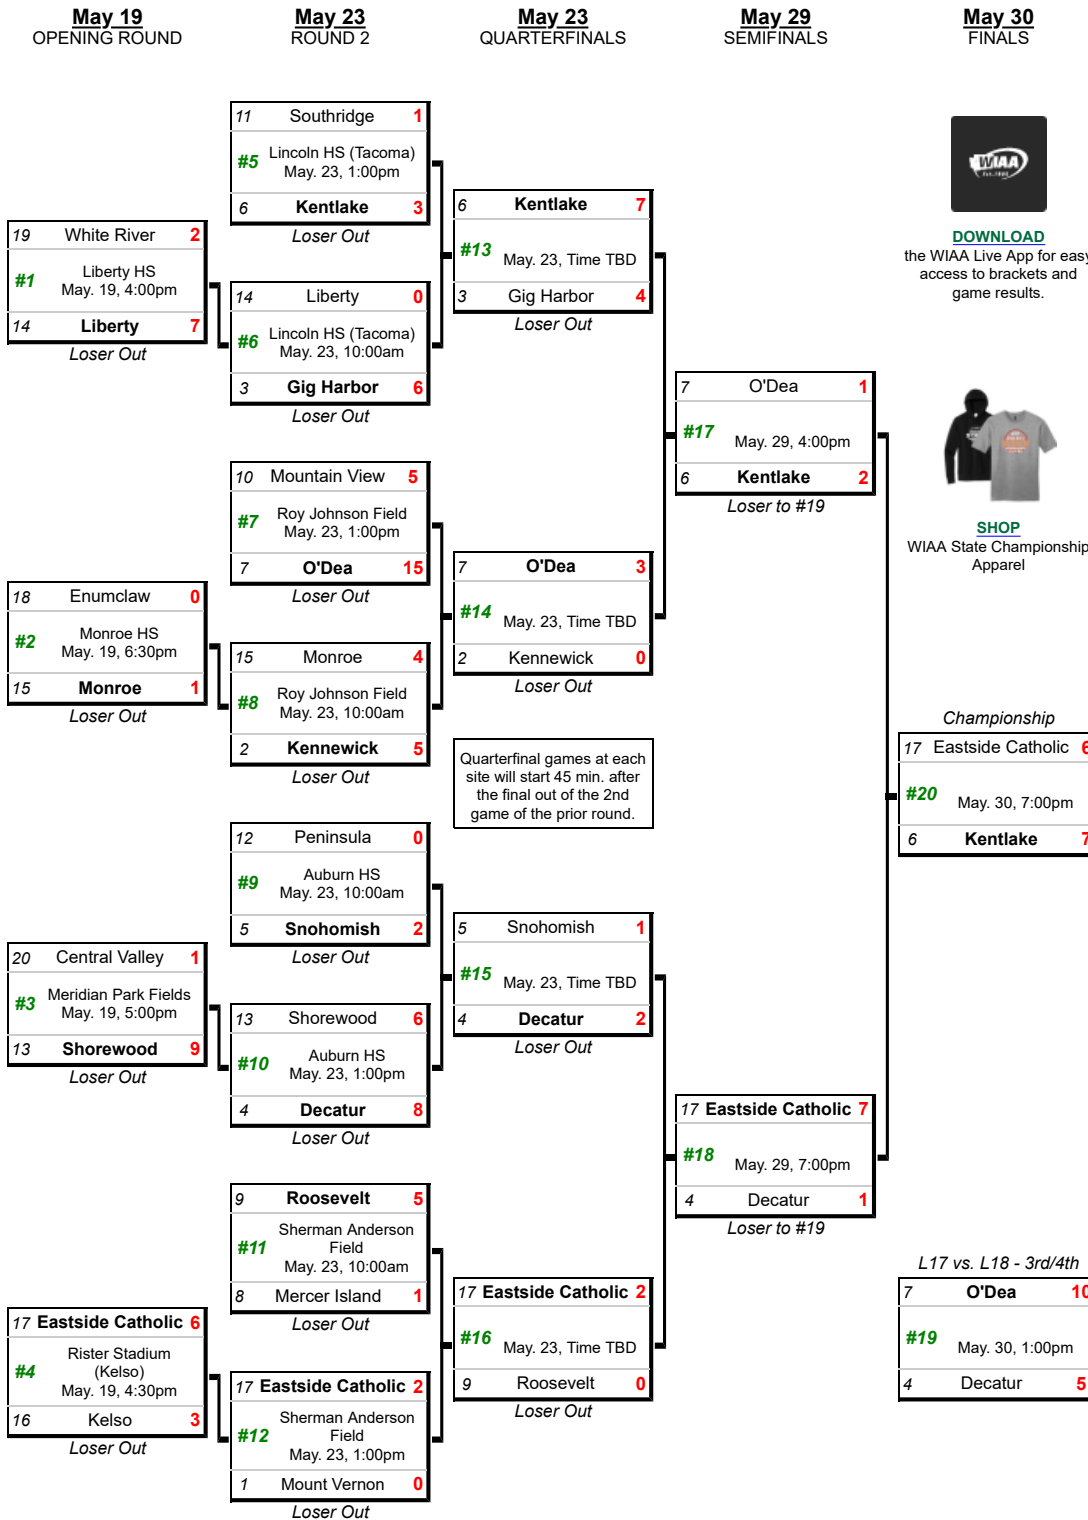 May 19
OPENING ROUND
May 23
ROUND 2
May 23
QUARTERFINALS
May 29
SEMIFINALS
May 30
FINALS
19 White River 2
#1 Liberty HS
May. 19, 4:00pm
14 Liberty 7
Loser Out
18 Enumclaw 0
#2 Monroe HS
May. 19, 6:30pm
15 Monroe 1
Loser Out
20 Central Valley 1
#3 Meridian Park Fields
May. 19, 5:00pm
13 Shorewood 9
Loser Out
17 Eastside Catholic 6
#4 Rister Stadium
(Kelso)
May. 19, 4:30pm
16 Kelso 3
Loser Out
11 Southridge 1
#5 Lincoln HS (Tacoma)
May. 23, 1:00pm
6 Kentlake 3
Loser Out
14 Liberty 0
#6 Lincoln HS (Tacoma)
May. 23, 10:00am
3 Gig Harbor 6
Loser Out
10 Mountain View 5
#7 Roy Johnson Field
May. 23, 1:00pm
7 O'Dea 15
Loser Out
15 Monroe 4
#8 Roy Johnson Field
May. 23, 10:00am
2 Kennewick 5
Loser Out
12 Peninsula 0
#9 Auburn HS
May. 23, 10:00am
5 Snohomish 2
Loser Out
13 Shorewood 6
#10 Auburn HS
May. 23, 1:00pm
4 Decatur 8
Loser Out
9 Roosevelt 5
#11 Sherman Anderson
Field
May. 23, 10:00am
8 Mercer Island 1
Loser Out
17 Eastside Catholic 2
#12 Sherman Anderson
Field
May. 23, 1:00pm
1 Mount Vernon 0
Loser Out
6 Kentlake 7
#13 May. 23, Time TBD
3 Gig Harbor 4
Loser Out
7 O'Dea 3
#14 May. 23, Time TBD
2 Kennewick 0
Loser Out
Quarterfinal games at each
site will start 45 min. after
the final out of the 2nd
game of the prior round.
5 Snohomish 1
#15 May. 23, Time TBD
4 Decatur 2
Loser Out
17 Eastside Catholic 2
#16 May. 23, Time TBD
9 Roosevelt 0
Loser Out
7 O'Dea 1
#17 May. 29, 4:00pm
6 Kentlake 2
Loser to #19
17 Eastside Catholic 7
#18 May. 29, 7:00pm
4 Decatur 1
Loser to #19
WIAA
DOWNLOAD
the WIAA Live App for easy
access to brackets and
game results.
SHOP
WIAA State Championship
Apparel
Championship
17 Eastside Catholic 6
#20 May. 30, 7:00pm
6 Kentlake 7
L17 vs. L18 - 3rd/4th
7 O'Dea 10
#19 May. 30, 1:00pm
4 Decatur 5